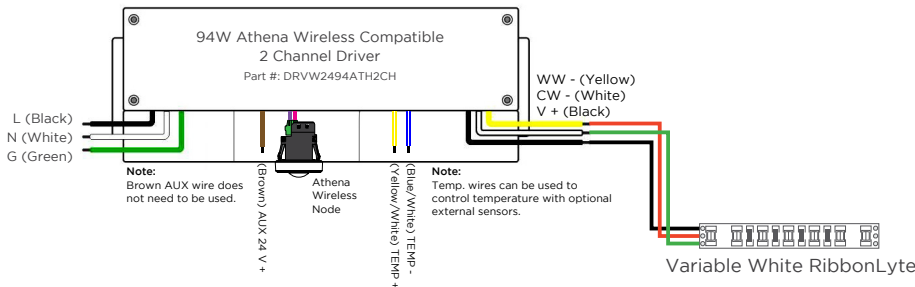 94W Athena Wireless Compatible
2 Channel Driver
Part #: DRVW2494ATH2CH
WW - (Yellow)
CW - (White)
V + (Black)
L (Black)
N (White)
G (Green)
Note:
Brown AUX wire does
not need to be used.
(Brown) AUX 24 V +
Athena
Wireless
Node
(Yellow/White) TEMP +
(Blue/White) TEMP -
Note:
Temp. wires can be used to
control temperature with optional
external sensors.
Variable White RibbonLyte